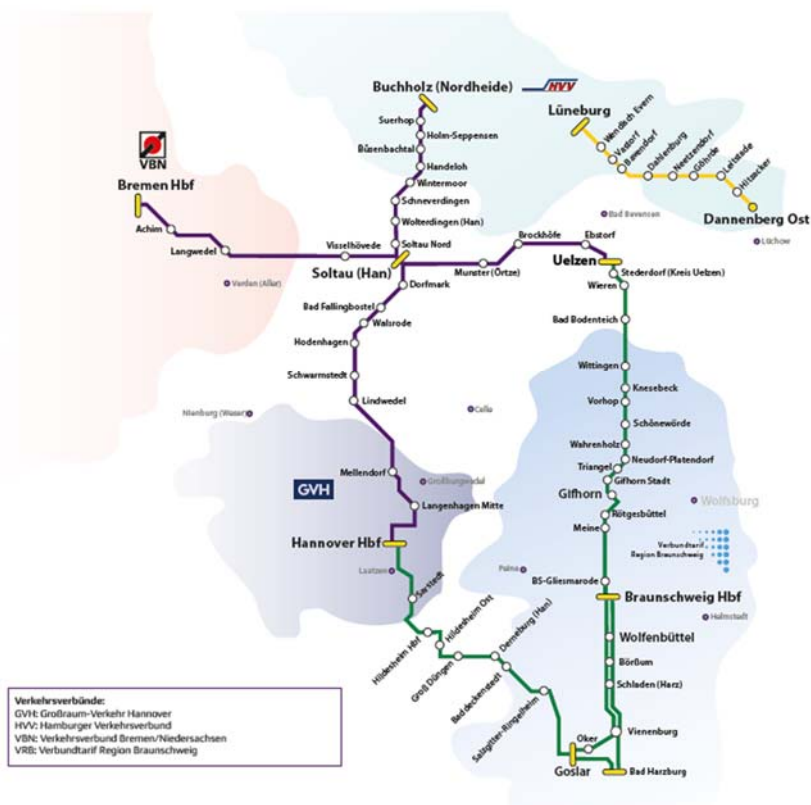 Buchholz (Nordheide)
HVV
Suerhop
Holm-Seppensen
Büsenbachtal
Handeloh
Wintermoor
Schneverdingen
Wolterdingen (Han)
Soltau Nord
Soltau (Han)
Lüneburg
Wendisch Evern
Vastorf
Bavendorf
Dahlenburg
Neetzendorf
Göhrde
Leitstade
Hitzacker
Dannenberg Ost
Bad Bevensen
Lüchow
VBN
Bremen Hbf
Achim
Langwedel
Visselhövede
Verden (Aller)
Brockhöfe
Ebstorf
Munster (Örtze)
Uelzen
Stederdorf (Kreis Uelzen)
Wieren
Bad Bodenteich
Dorfmark
Bad Fallingbostel
Walsrode
Hodenhagen
Schwarmstedt
Lindwedel
Nienburg (Weser)
Celle
Wittingen
Knesebeck
Vorhop
Schönewörde
Wahrenholz
Neudorf-Platendorf
Triangel
Gifhorn Stadt
Gifhorn
Rötgesbüttel
Meine
Wolfsburg
Verbundtarif
Region Braunschweig
Mellendorf
Großburgwedel
GVH
Langenhagen Mitte
Hannover Hbf
Laatzen
Peine
BS-Gliesmarode
Braunschweig Hbf
Helmstedt
Sarstedt
Hildesheim Hbf
Hildesheim Ost
Groß Düngen
Derneburg (Han)
Baddeckenstedt
Salzgitter-Ringelheim
Wolfenbüttel
Börßum
Schladen (Harz)
Vienenburg
Oker
Goslar
Bad Harzburg
Verkehrsverbünde:
GVH: Großraum-Verkehr Hannover
HVV: Hamburger Verkehrsverbund
VBN: Verkehrsverbund Bremen/Niedersachsen
VRB: Verbundtarif Region Braunschweig